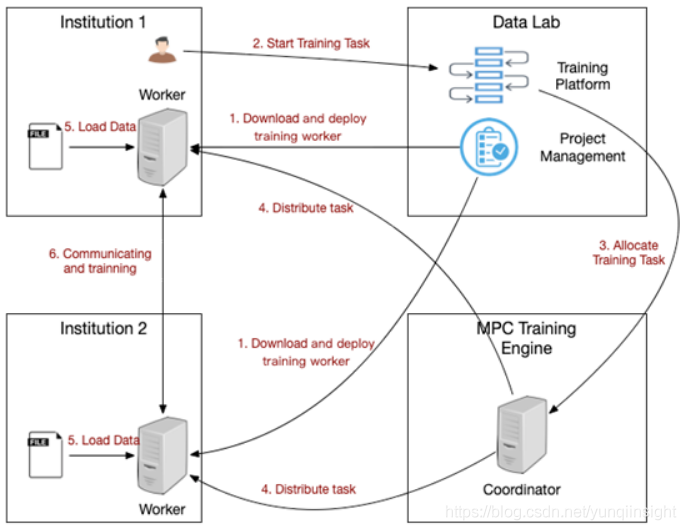 Institution 1
Data Lab
2. Start Training Task
Training
Platform
Worker
1. Download and deploy
training worker
FILE
5. Load Data
Project
Management
4. Distribute task
3. Allocate
Training Task
6. Communicating
and trainning
Institution 2
MPC Training
Engine
1. Download and deploy
training worker
FILE
5. Load Data
4. Distribute task
Coordinator
Worker
https://blog.csdn.net/yunqiinsight